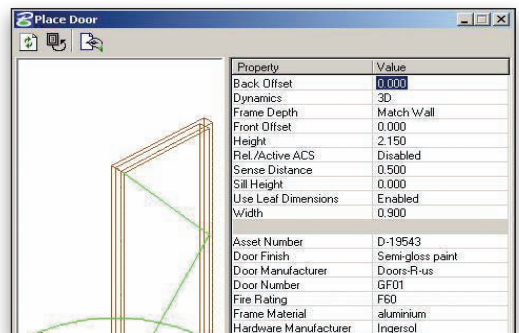 Place Door
Property Value
Back Offset 0.000
Dynamics 3D
Frame Depth Match Wall
Front Offset 0.000
Height 2.150
Rel./Active ACS Disabled
Sense Distance 0.500
Sill Height 0.000
Use Leaf Dimensions Enabled
Width 0.900
Asset Number D-19543
Door Finish Semi-gloss paint
Door Manufacturer Doors-R-us
Door Number GF01
Fire Rating F60
Frame Material aluminium
Hardware Manufacturer Ingersol